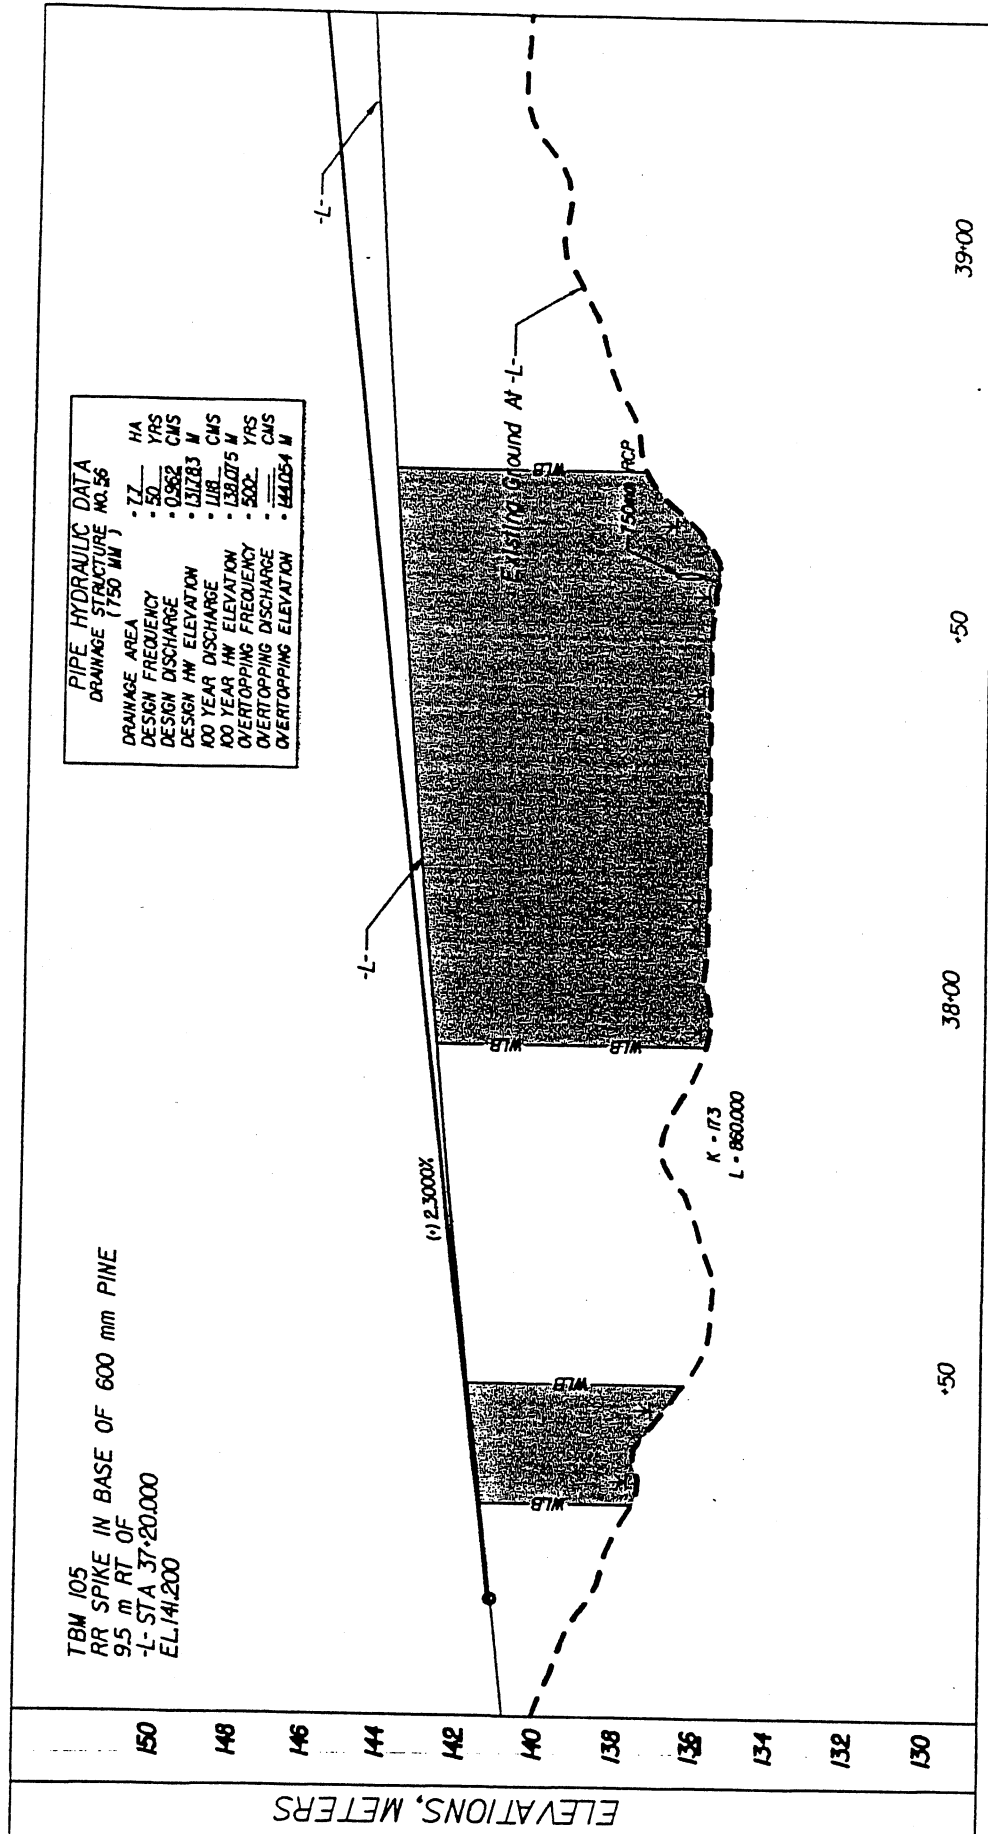 TBM 105
RR SPIKE IN BASE OF 600 mm PINE
9.5 m RT OF
-L- STA 37+20.000
EL.141.200
PIPE HYDRAULIC DATA
DRAINAGE STRUCTURE NO.56
(750 MM)
DRAINAGE AREA • 7.7 HA
DESIGN FREQUENCY • 50 YRS
DESIGN DISCHARGE • 0.962 CMS
DESIGN HW ELEVATION • 137.783 M
100 YEAR DISCHARGE • 1.118 CMS
100 YEAR HW ELEVATION • 138.075 M
OVERTOPPING FREQUENCY • 500+ YRS
OVERTOPPING DISCHARGE • CMS
OVERTOPPING ELEVATION • 144.054 M
-L-
-L-
(+) 2.3000%
Existing Ground At -L-
750mm RCP
WLB
WLB
WLB
WLB
WLB
K = 173
L = 860.000
ELEVATIONS, METERS
150
148
146
144
142
140
138
136
134
132
130
+50
38+00
+50
39+00